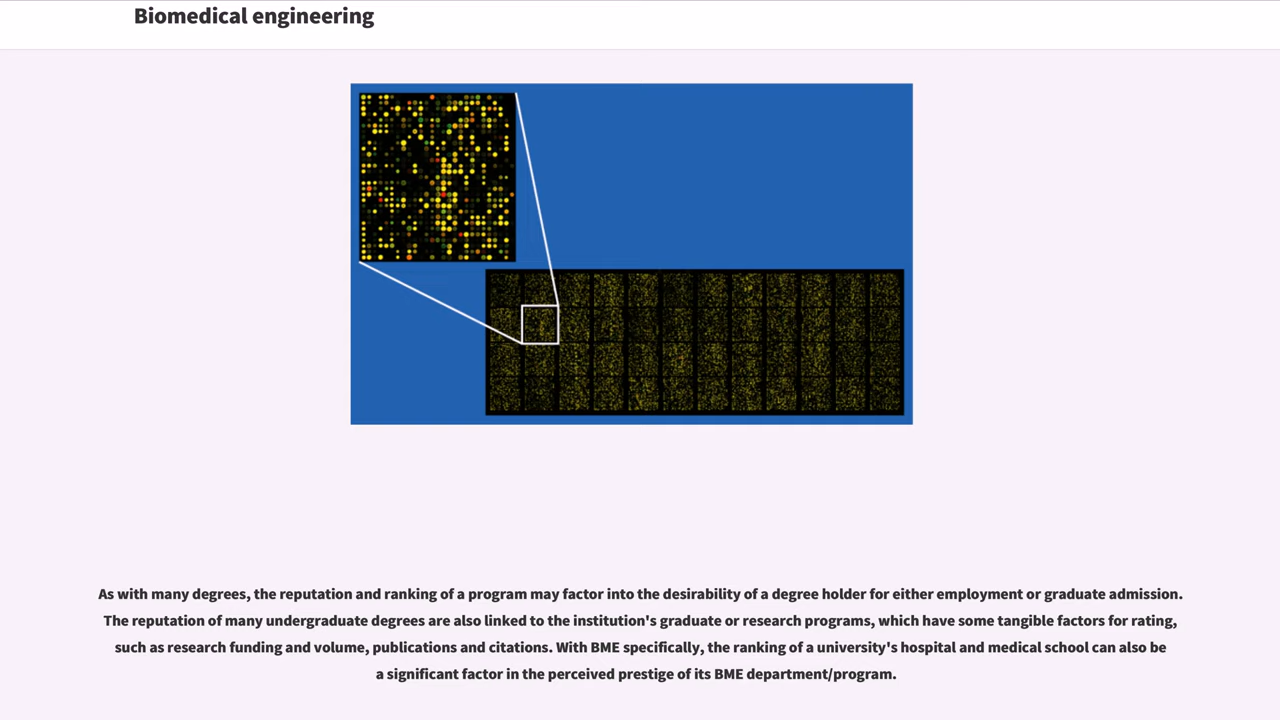 Biomedical engineering
As with many degrees, the reputation and ranking of a program may factor into the desirability of a degree holder for either employment or graduate admission.
The reputation of many undergraduate degrees are also linked to the institution's graduate or research programs, which have some tangible factors for rating,
such as research funding and volume, publications and citations. With BME specifically, the ranking of a university's hospital and medical school can also be
a significant factor in the perceived prestige of its BME department/program.